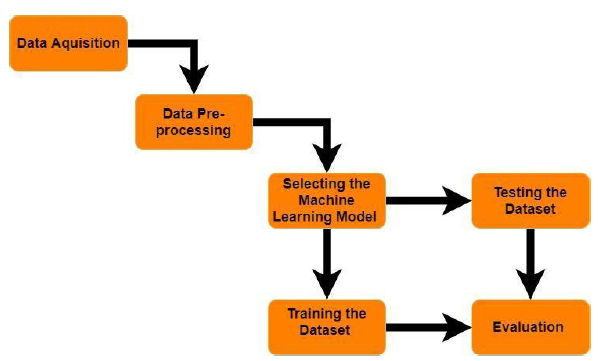 Data Aquisition
Data Pre-
processing
Selecting the
Machine
Learning Model
Testing the
Dataset
Training the
Dataset
Evaluation